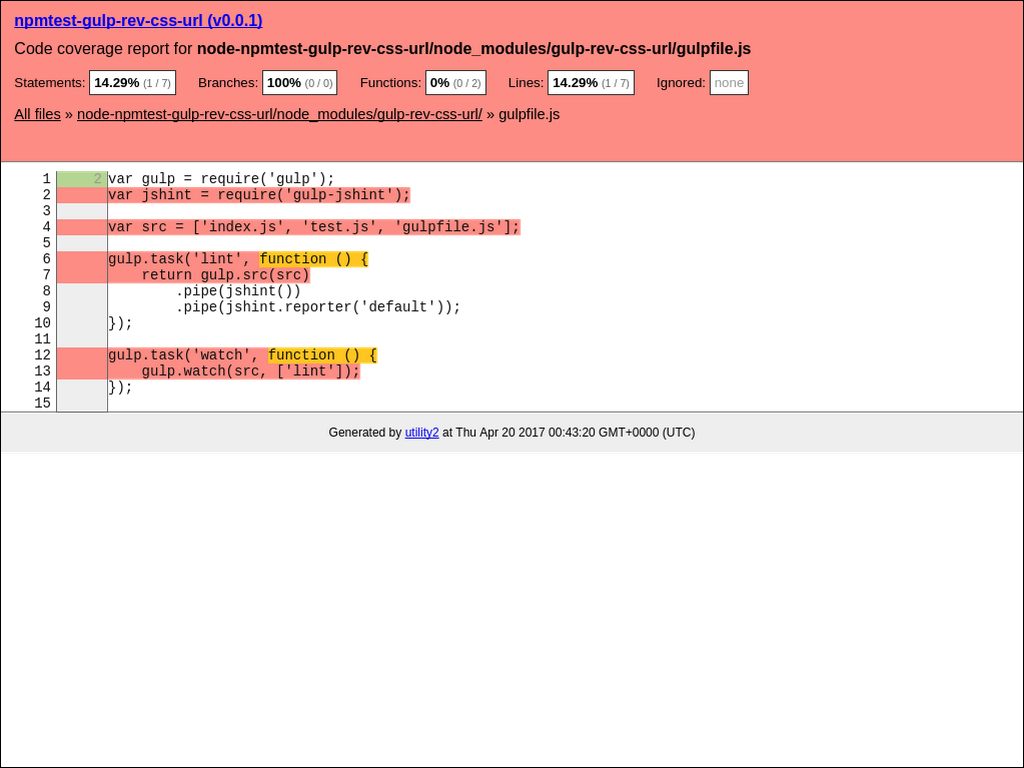 npmtest-gulp-rev-css-url (v0.0.1)
Code coverage report for node-npmtest-gulp-rev-css-url/node_modules/gulp-rev-css-url/gulpfile.js
Statements: 14.29% (1 / 7) Branches: 100% (0 / 0) Functions: 0% (0 / 2) Lines: 14.29% (1 / 7) Ignored: none
All files » node-npmtest-gulp-rev-css-url/node_modules/gulp-rev-css-url/ » gulpfile.js
1 2 var gulp = require('gulp');
2 var jshint = require('gulp-jshint');
3
4 var src = ['index.js', 'test.js', 'gulpfile.js'];
5
6 gulp.task('lint', function () {
7     return gulp.src(src)
8         .pipe(jshint())
9         .pipe(jshint.reporter('default'));
10 });
11
12 gulp.task('watch', function () {
13     gulp.watch(src, ['lint']);
14 });
15
Generated by utility2 at Thu Apr 20 2017 00:43:20 GMT+0000 (UTC)